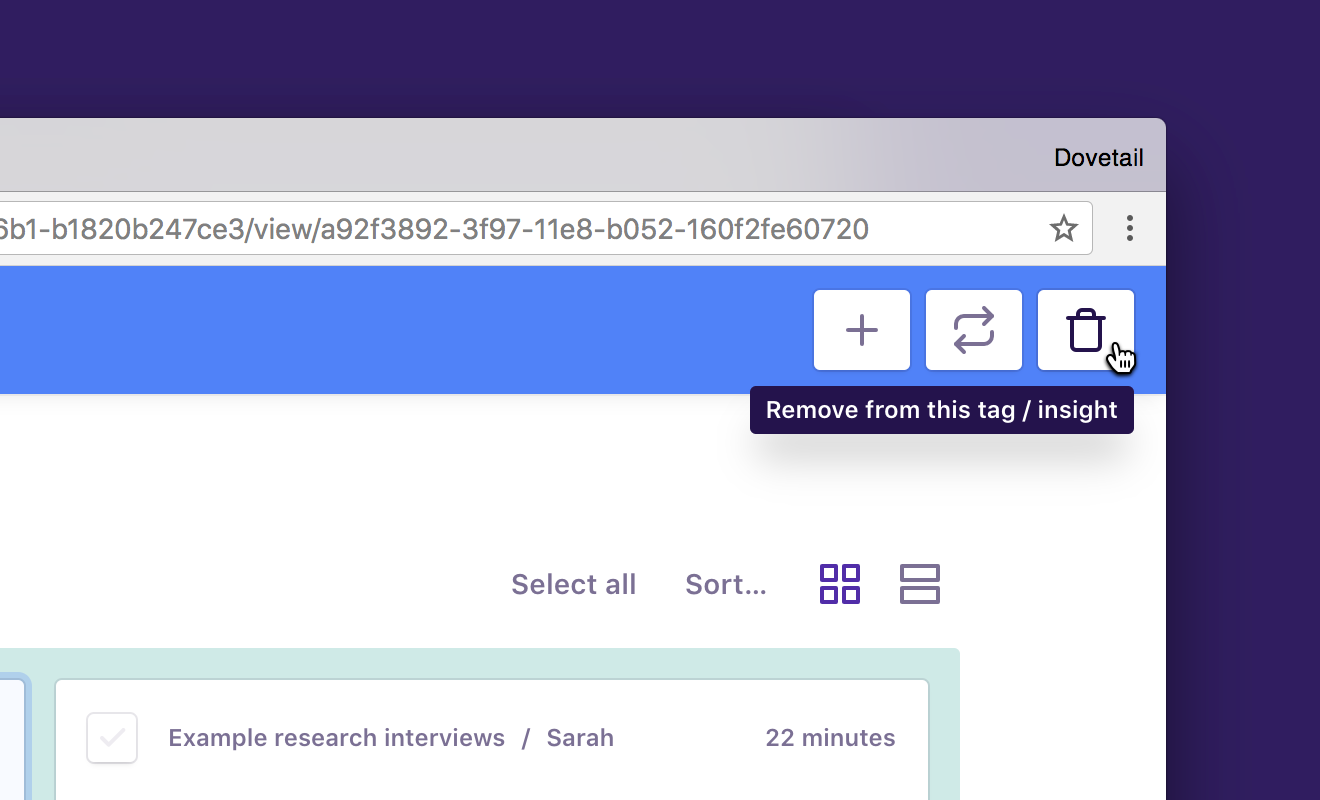 Dovetail
6b1-b1820b247ce3/view/a92f3892-3f97-11e8-b052-160f2fe60720
Remove from this tag / insight
Select all Sort...
Example research interviews / Sarah 22 minutes